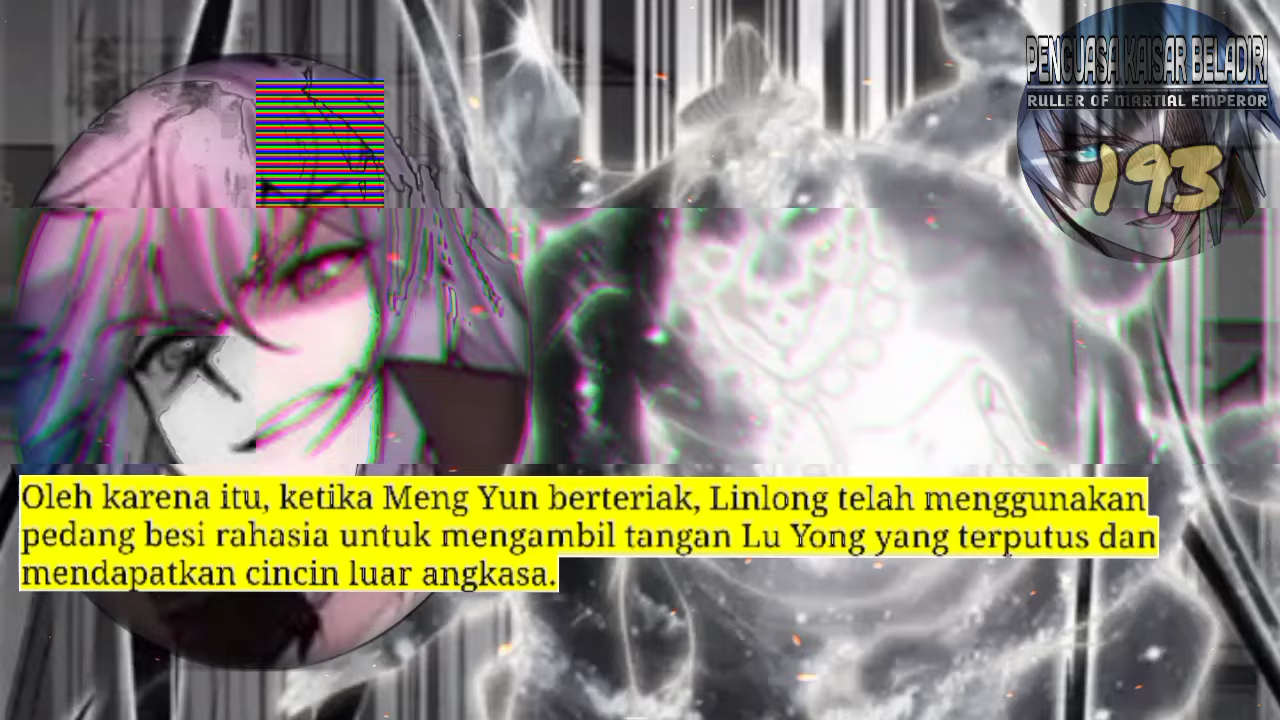 PENGUASA KAISAR BELADIRI
RULLER OF MARTIAL EMPEROR
193
Oleh karena itu, ketika Meng Yun berteriak, Linlong telah menggunakan
pedang besi rahasia untuk mengambil tangan Lu Yong yang terputus dan
mendapatkan cincin luar angkasa.